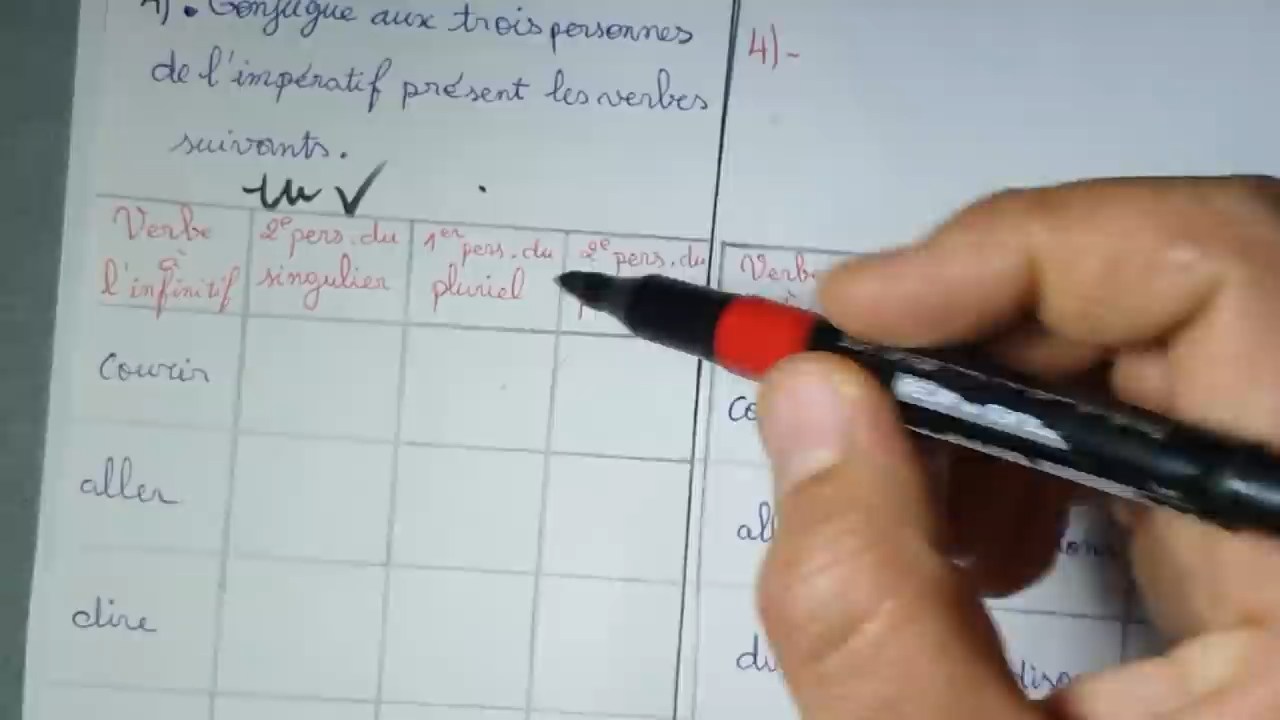 4). Conjugue aux trois personnes
de l'impératif présent les verbes
suivants.
tu ✓
Verbe à l'infinitif
2e pers. du singulier
1er pers. du pluriel
2e pers. du
courir
aller
dire
4)-
Verbe
à